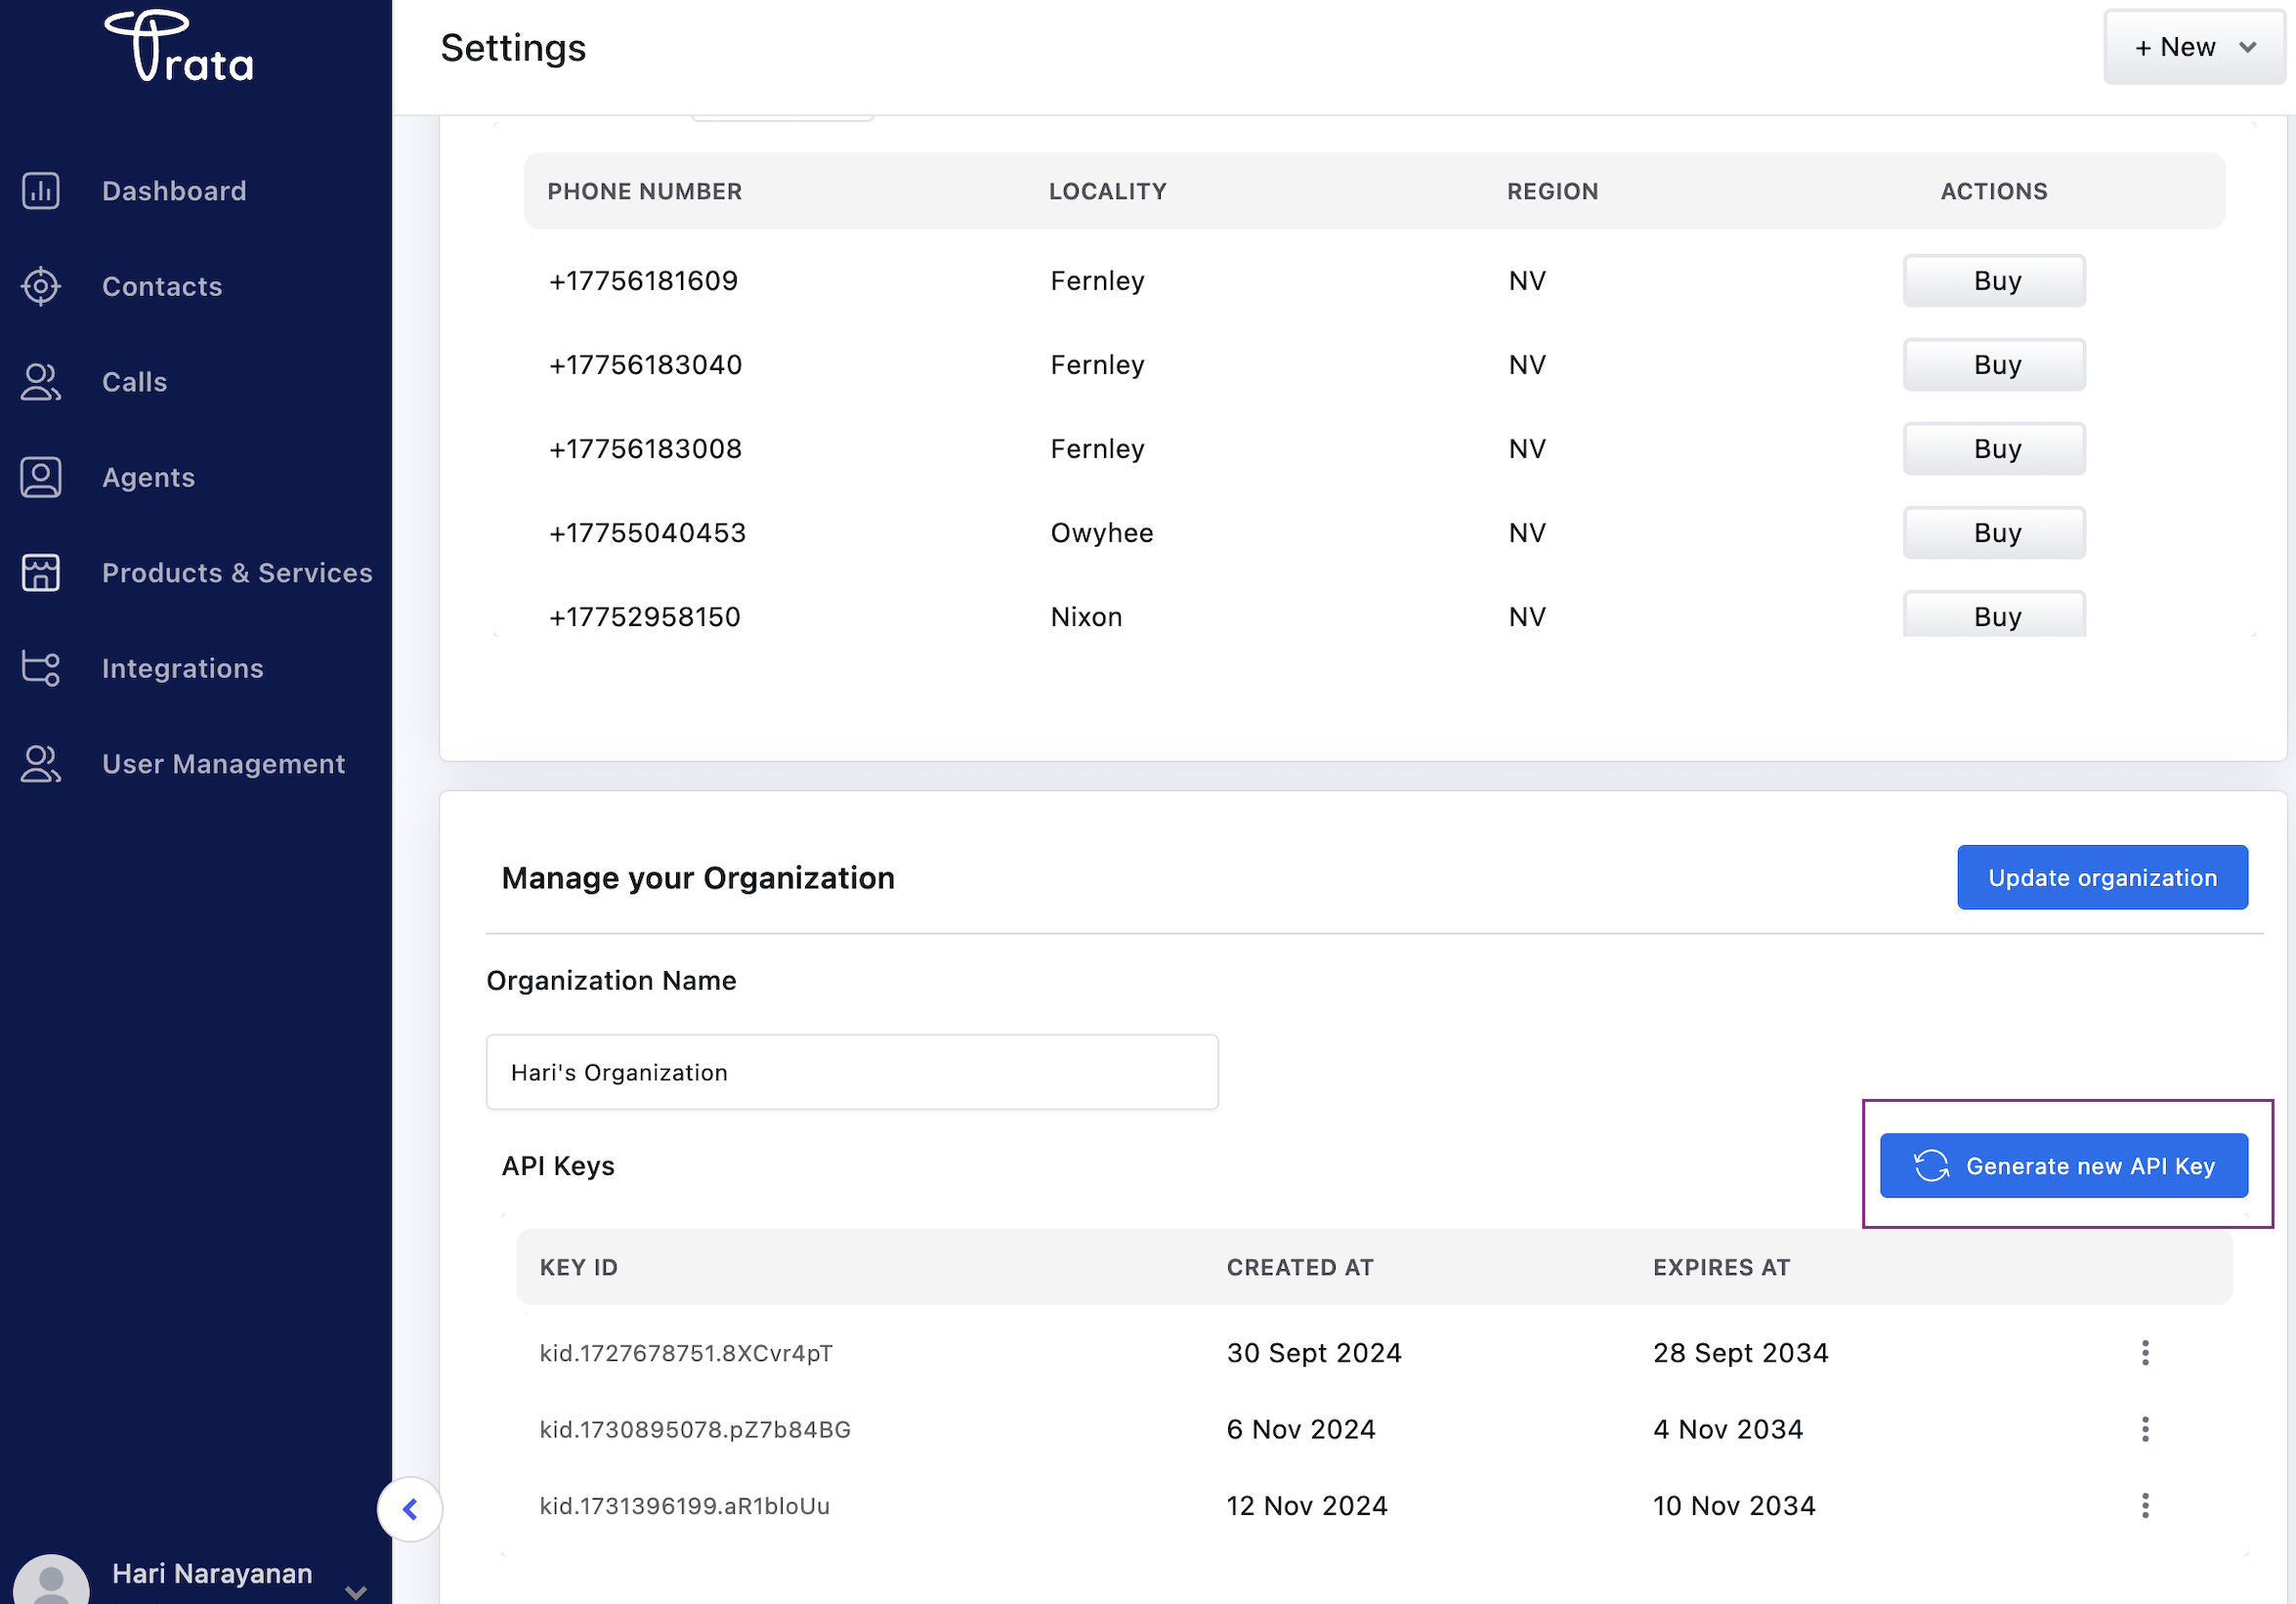 Trata
Settings
+ New
Dashboard
Contacts
Calls
Agents
Products & Services
Integrations
User Management
PHONE NUMBER LOCALITY REGION ACTIONS
+17756181609 Fernley NV Buy
+17756183040 Fernley NV Buy
+17756183008 Fernley NV Buy
+17755040453 Owyhee NV Buy
+17752958150 Nixon NV Buy
Manage your Organization Update organization
Organization Name
Hari's Organization
API Keys Generate new API Key
KEY ID CREATED AT EXPIRES AT
kid.1727678751.8XCvr4pT 30 Sept 2024 28 Sept 2034
kid.1730895078.pZ7b84BG 6 Nov 2024 4 Nov 2034
kid.1731396199.aR1bloUu 12 Nov 2024 10 Nov 2034
Hari Narayanan